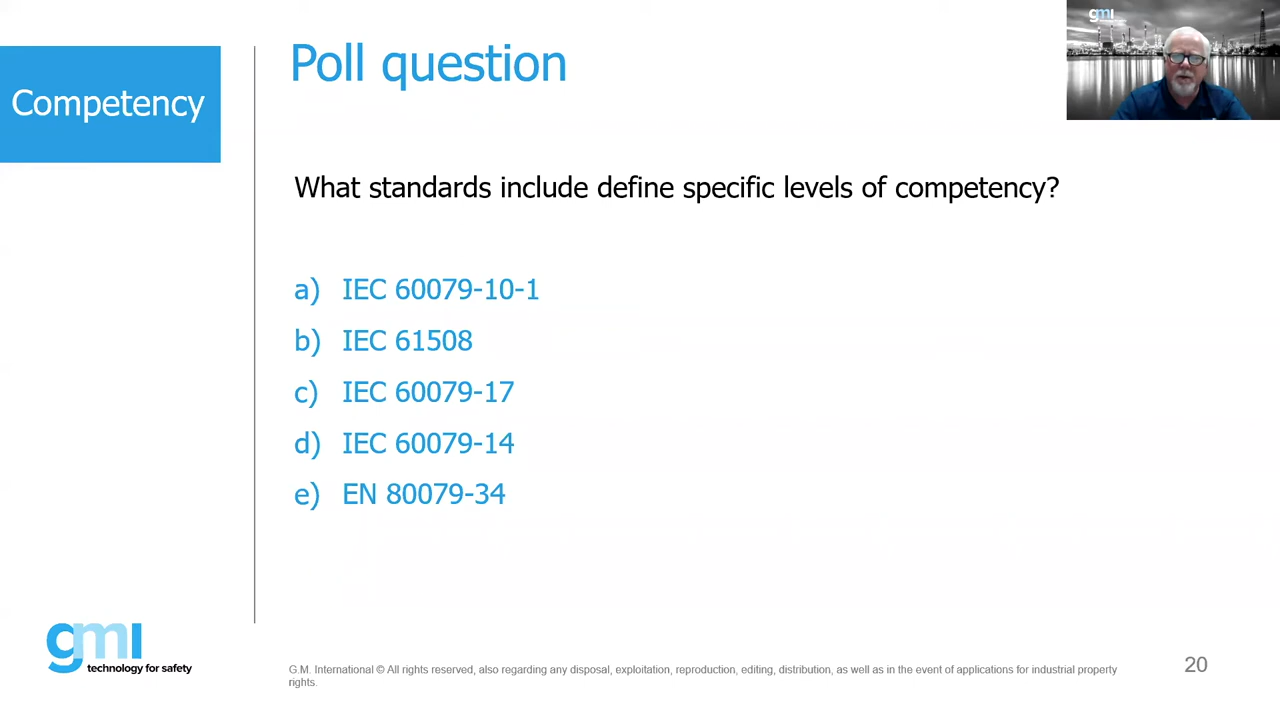 Competency
Poll question
gmi
What standards include define specific levels of competency?
a) IEC 60079-10-1
b) IEC 61508
c) IEC 60079-17
d) IEC 60079-14
e) EN 80079-34
gmi
technology for safety
G.M. International © All rights reserved, also regarding any disposal, exploitation, reproduction, editing, distribution, as well as in the event of applications for industrial property
rights.
20